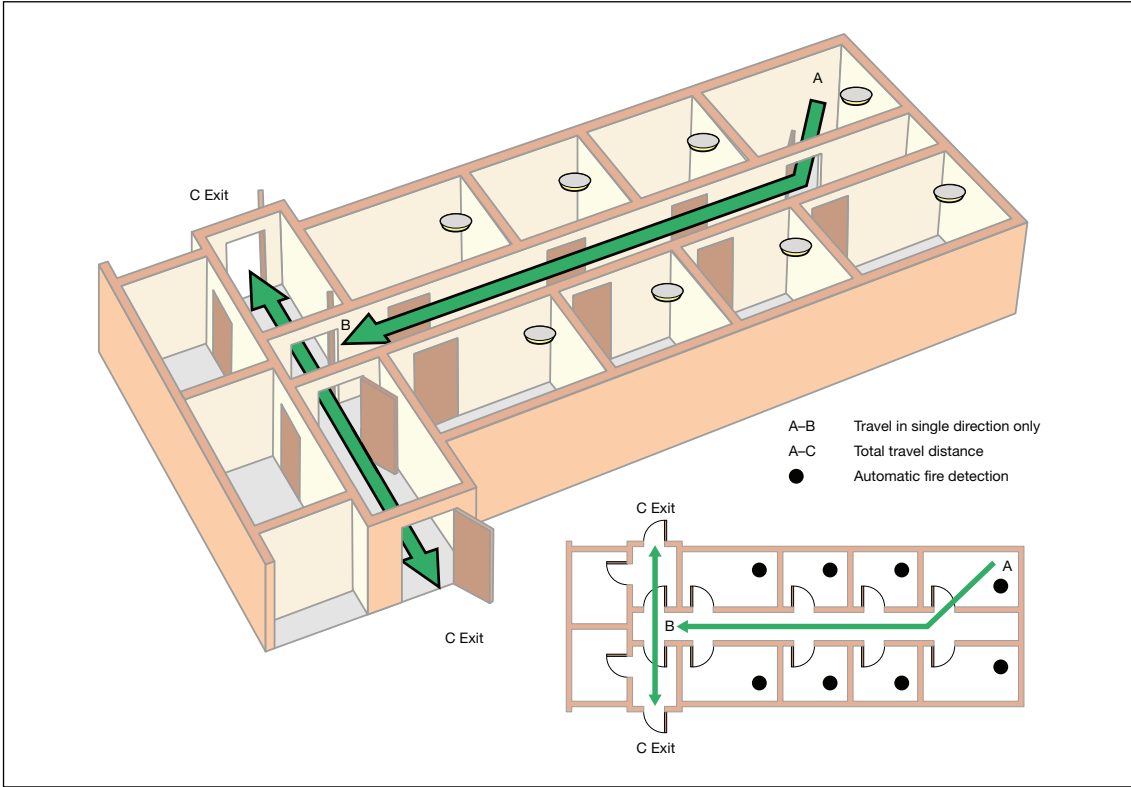 A
C Exit
B
C Exit
A–B Travel in single direction only
A–C Total travel distance
Automatic fire detection
C Exit
A
B
C Exit